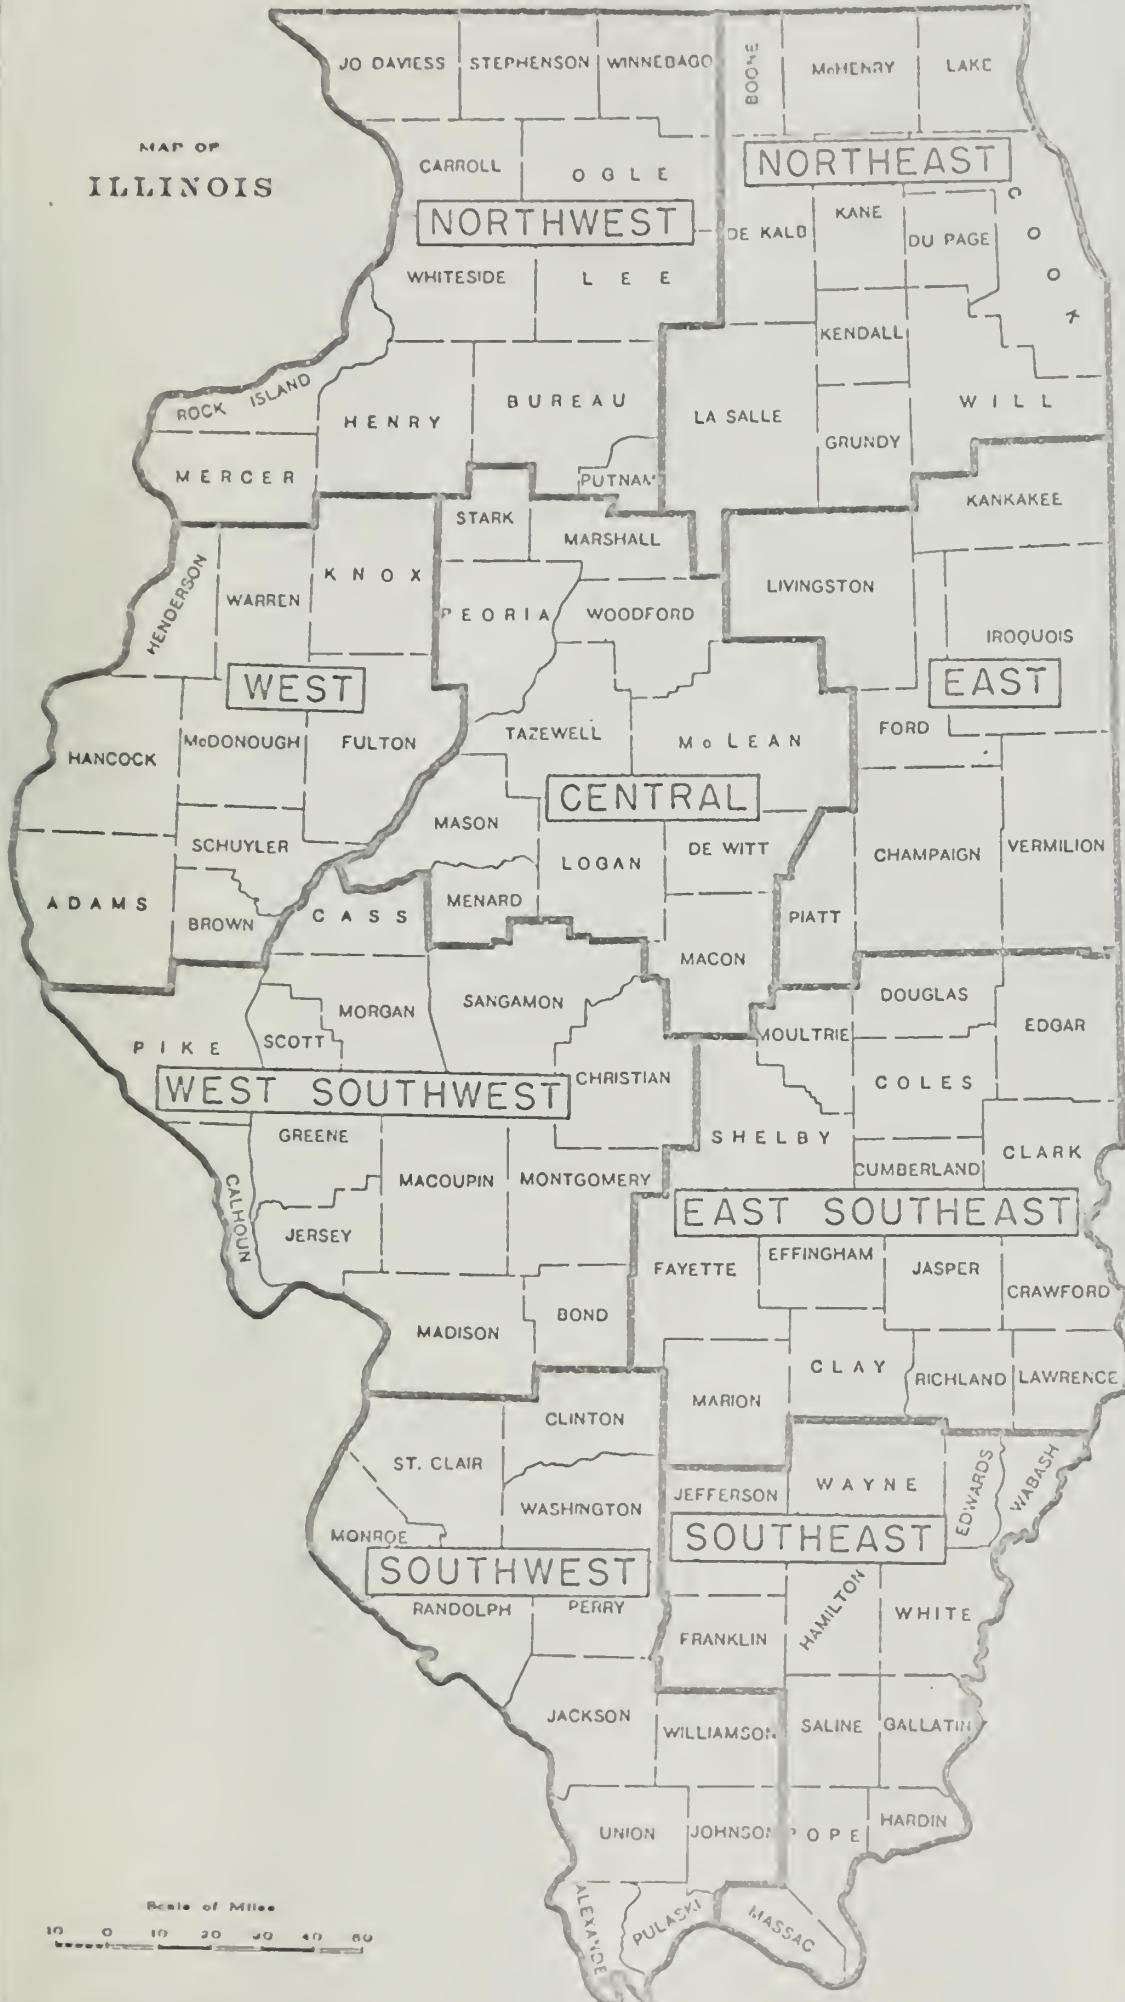 MAP OF
ILLINOIS
JO DAVIESS
STEPHENSON
WINNEBAGO
BOONE
McHENRY
LAKE
CARROLL
OGLE
NORTHWEST
NORTHEAST
DE KALB
KANE
DU PAGE
COOK
WHITESIDE
LEE
KENDALL
ROCK ISLAND
HENRY
BUREAU
LA SALLE
GRUNDY
WILL
MERCER
PUTNAM
KANKAKEE
STARK
MARSHALL
HENDERSON
WARREN
KNOX
PEORIA
WOODFORD
LIVINGSTON
IROQUOIS
WEST
EAST
HANCOCK
McDONOUGH
FULTON
TAZEWELL
McLEAN
FORD
CENTRAL
MASON
SCHUYLER
LOGAN
DE WITT
CHAMPAIGN
VERMILION
ADAMS
BROWN
CASS
MENARD
PIATT
MACON
PIKE
SCOTT
MORGAN
SANGAMON
MOULTRIE
DOUGLAS
EDGAR
WEST SOUTHWEST
CHRISTIAN
COLES
GREENE
SHELBY
CUMBERLAND
CLARK
CALHOUN
JERSEY
MACOUPIN
MONTGOMERY
EAST SOUTHEAST
FAYETTE
EFFINGHAM
JASPER
CRAWFORD
MADISON
BOND
CLAY
RICHLAND
LAWRENCE
MARION
CLINTON
ST. CLAIR
WASHINGTON
JEFFERSON
WAYNE
EDWARDS
WABASH
MONROE
SOUTHWEST
SOUTHEAST
RANDOLPH
PERRY
FRANKLIN
HAMILTON
WHITE
JACKSON
WILLIAMSON
SALINE
GALLATIN
UNION
JOHNSON
POPE
HARDIN
ALEXANDE
PULASKI
MASSAC
Scale of Miles
10 0 10 20 30 40 50